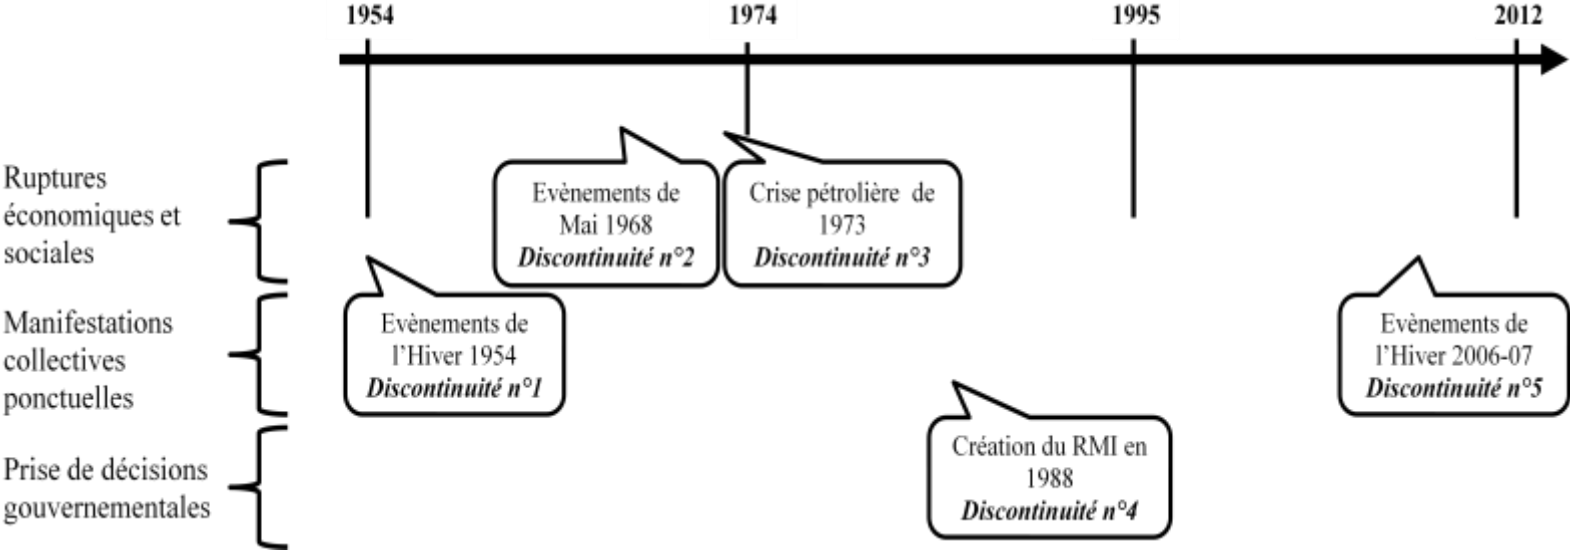 1954
1974
1995
2012
Ruptures
économiques et
sociales
Evènements de
Mai 1968
Discontinuité n°2
Crise pétrolière de
1973
Discontinuité n°3
Manifestations
collectives
ponctuelles
Evènements de
l'Hiver 1954
Discontinuité n°1
Evènements de
l'Hiver 2006-07
Discontinuité n°5
Prise de décisions
gouvernementales
Création du RMI en
1988
Discontinuité n°4